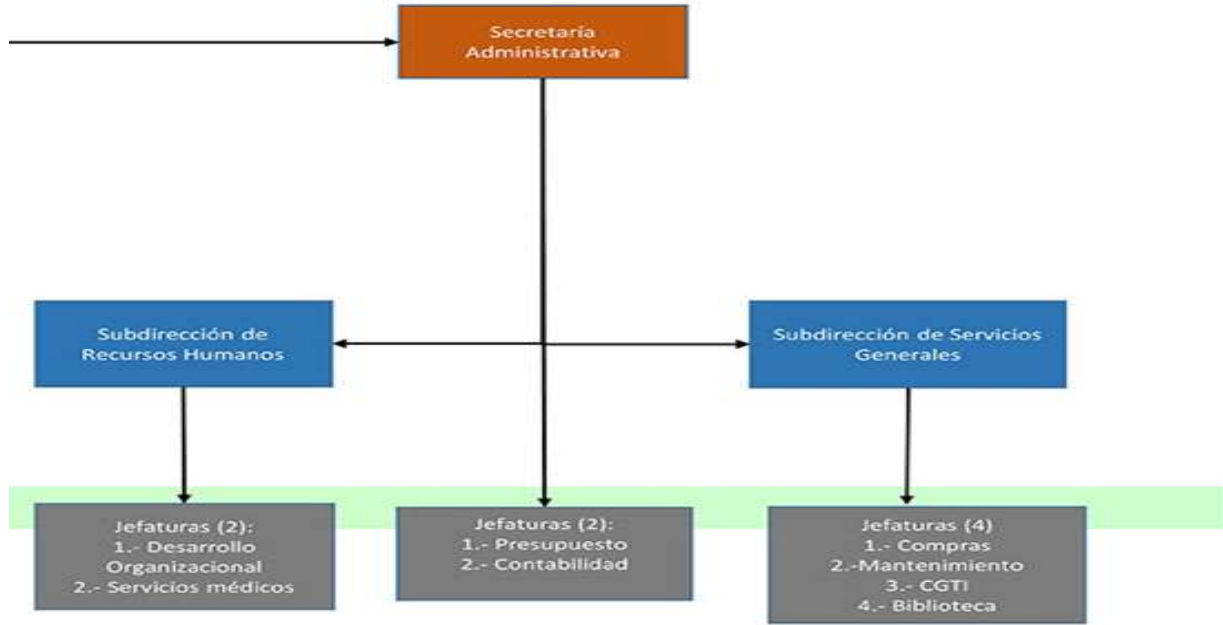 Secretaría
Administrativa
Subdirección de
Recursos Humanos
Subdirección de Servicios
Generales
Jefaturas (2):
1.- Desarrollo
Organizacional
2.- Servicios médicos
Jefaturas (2):
1.- Presupuesto
2.- Contabilidad
Jefaturas (4)
1.- Compras
2.-Mantenimiento
3.- CGTI
4.- Biblioteca